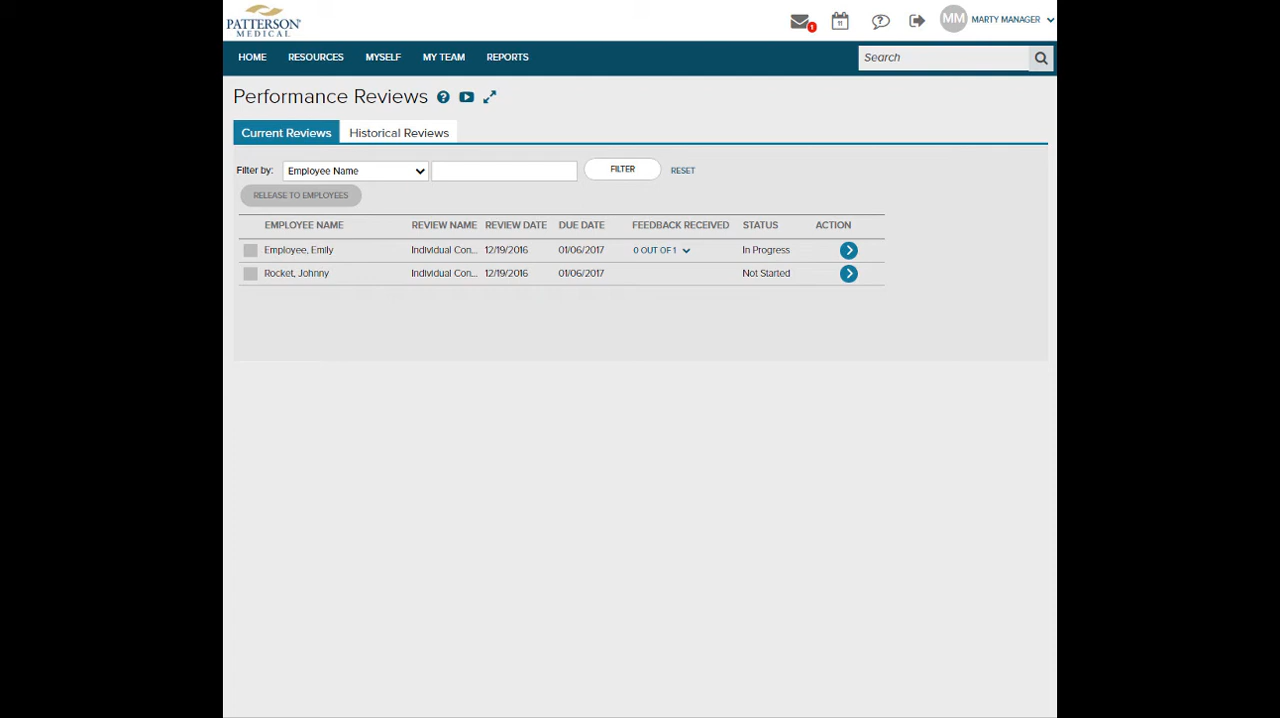 PATTERSON
MEDICAL
1
11
?
MM MARTY MANAGER
HOME RESOURCES MYSELF MY TEAM REPORTS
Search
Performance Reviews ?
Current Reviews Historical Reviews
Filter by: Employee Name FILTER RESET
RELEASE TO EMPLOYEES
EMPLOYEE NAME REVIEW NAME REVIEW DATE DUE DATE FEEDBACK RECEIVED STATUS ACTION
Employee, Emily Individual Con... 12/19/2016 01/06/2017 0 OUT OF 1 In Progress
Rocket, Johnny Individual Con... 12/19/2016 01/06/2017 Not Started